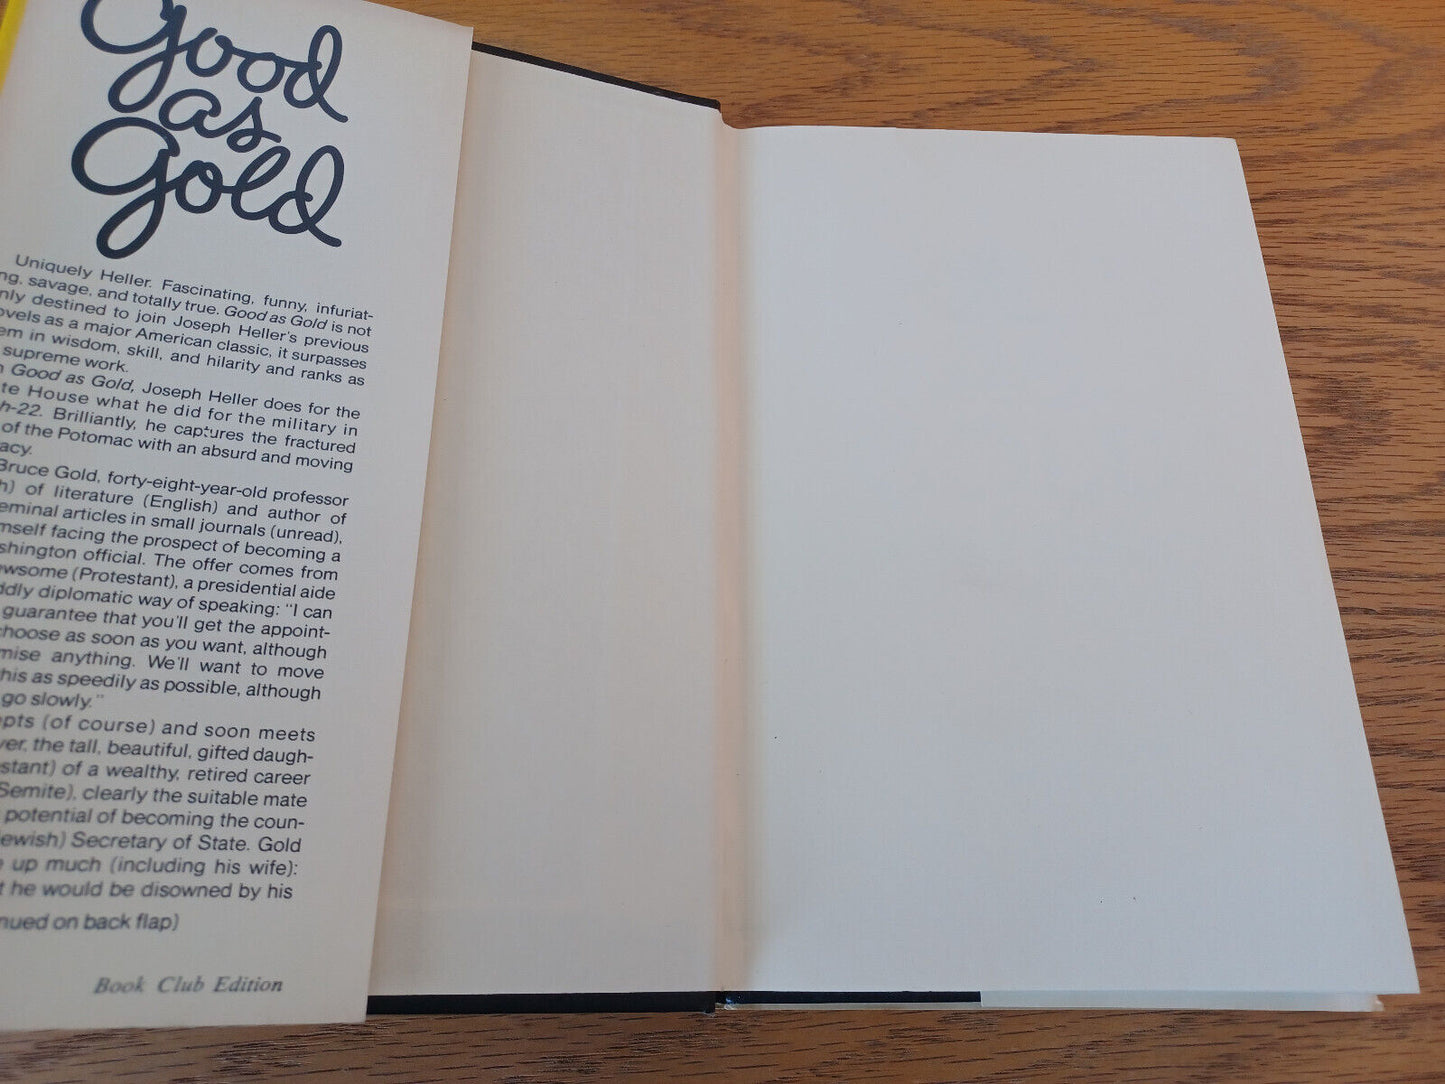 Good
as
Gold
Uniquely Heller. Fascinating, funny, infuriat-
ng, savage, and totally true. Good as Gold is not
nly destined to join Joseph Heller's previous
ovels as a major American classic, it surpasses
em in wisdom, skill, and hilarity and ranks as
supreme work.
n Good as Gold, Joseph Heller does for the
te House what he did for the military in
h-22. Brilliantly, he captures the fractured
of the Potomac with an absurd and moving
acy.
Bruce Gold, forty-eight-year-old professor
h) of literature (English) and author of
eminal articles in small journals (unread),
mself facing the prospect of becoming a
shington official. The offer comes from
ewsome (Protestant), a presidential aide
ddly diplomatic way of speaking: "I can
guarantee that you'll get the appoint-
choose as soon as you want, although
mise anything. We'll want to move
his as speedily as possible, although
go slowly."
epts (of course) and soon meets
ver, the tall, beautiful, gifted daugh-
stant) of a wealthy, retired career
Semite), clearly the suitable mate
potential of becoming the coun-
Jewish) Secretary of State. Gold
e up much (including his wife):
t he would be disowned by his
nued on back flap)
Book Club Edition